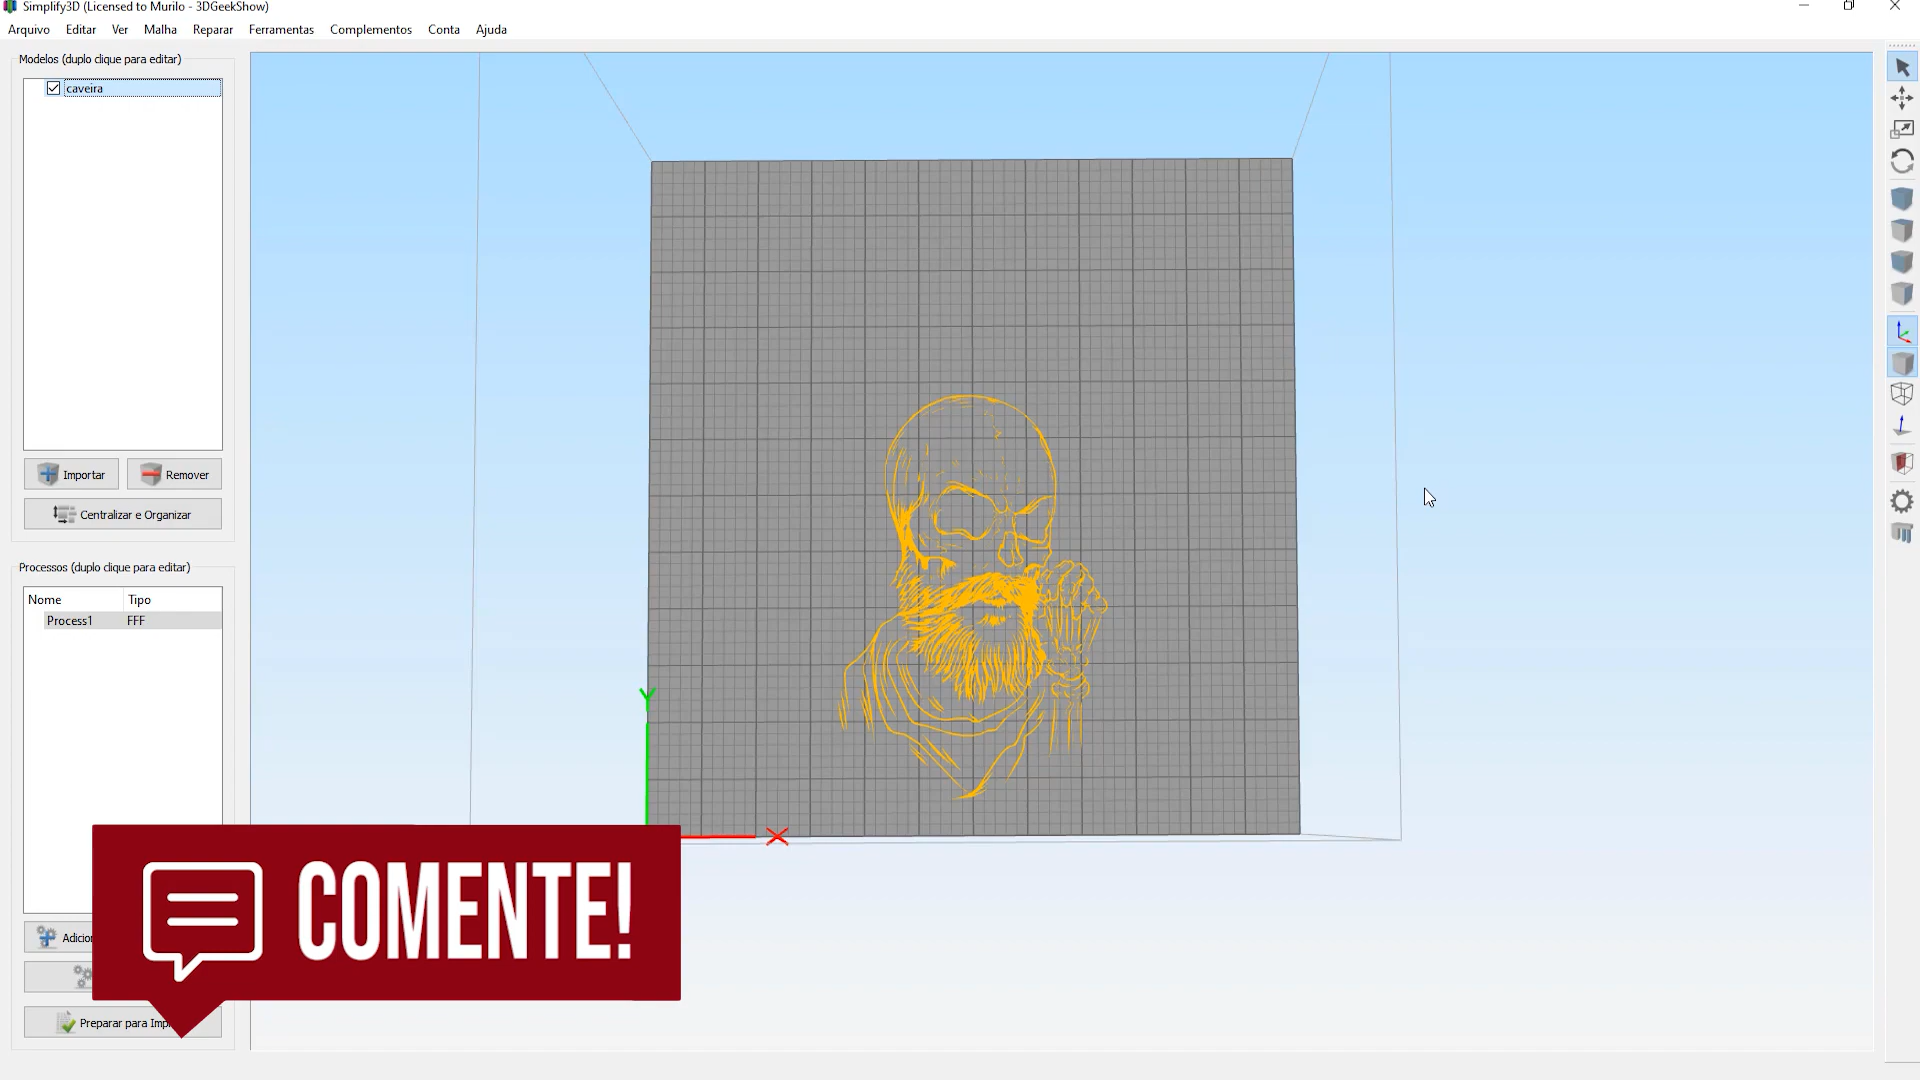 Simplify3D (Licensed to Murilo - 3DGeekShow)
Arquivo Editar Ver Malha Reparar Ferramentas Complementos Conta Ajuda
Modelos (duplo clique para editar)
caveira
Importar Remover
Centralizar e Organizar
Processos (duplo clique para editar)
Nome Tipo
Process1 FFF
Y
X
COMENTE!
Preparar para